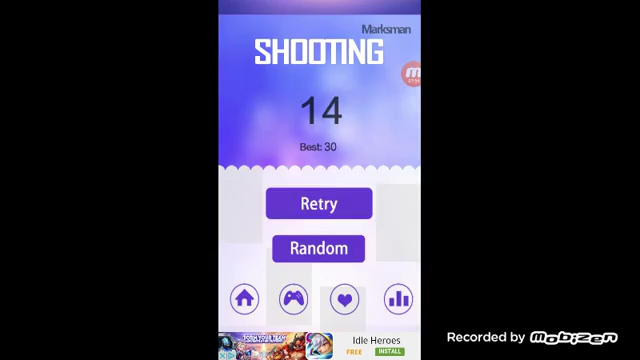 Marksman
SHOOTING
14
Best: 30
Retry
Random
Idle Heroes
FREE INSTALL
Recorded by mobizen